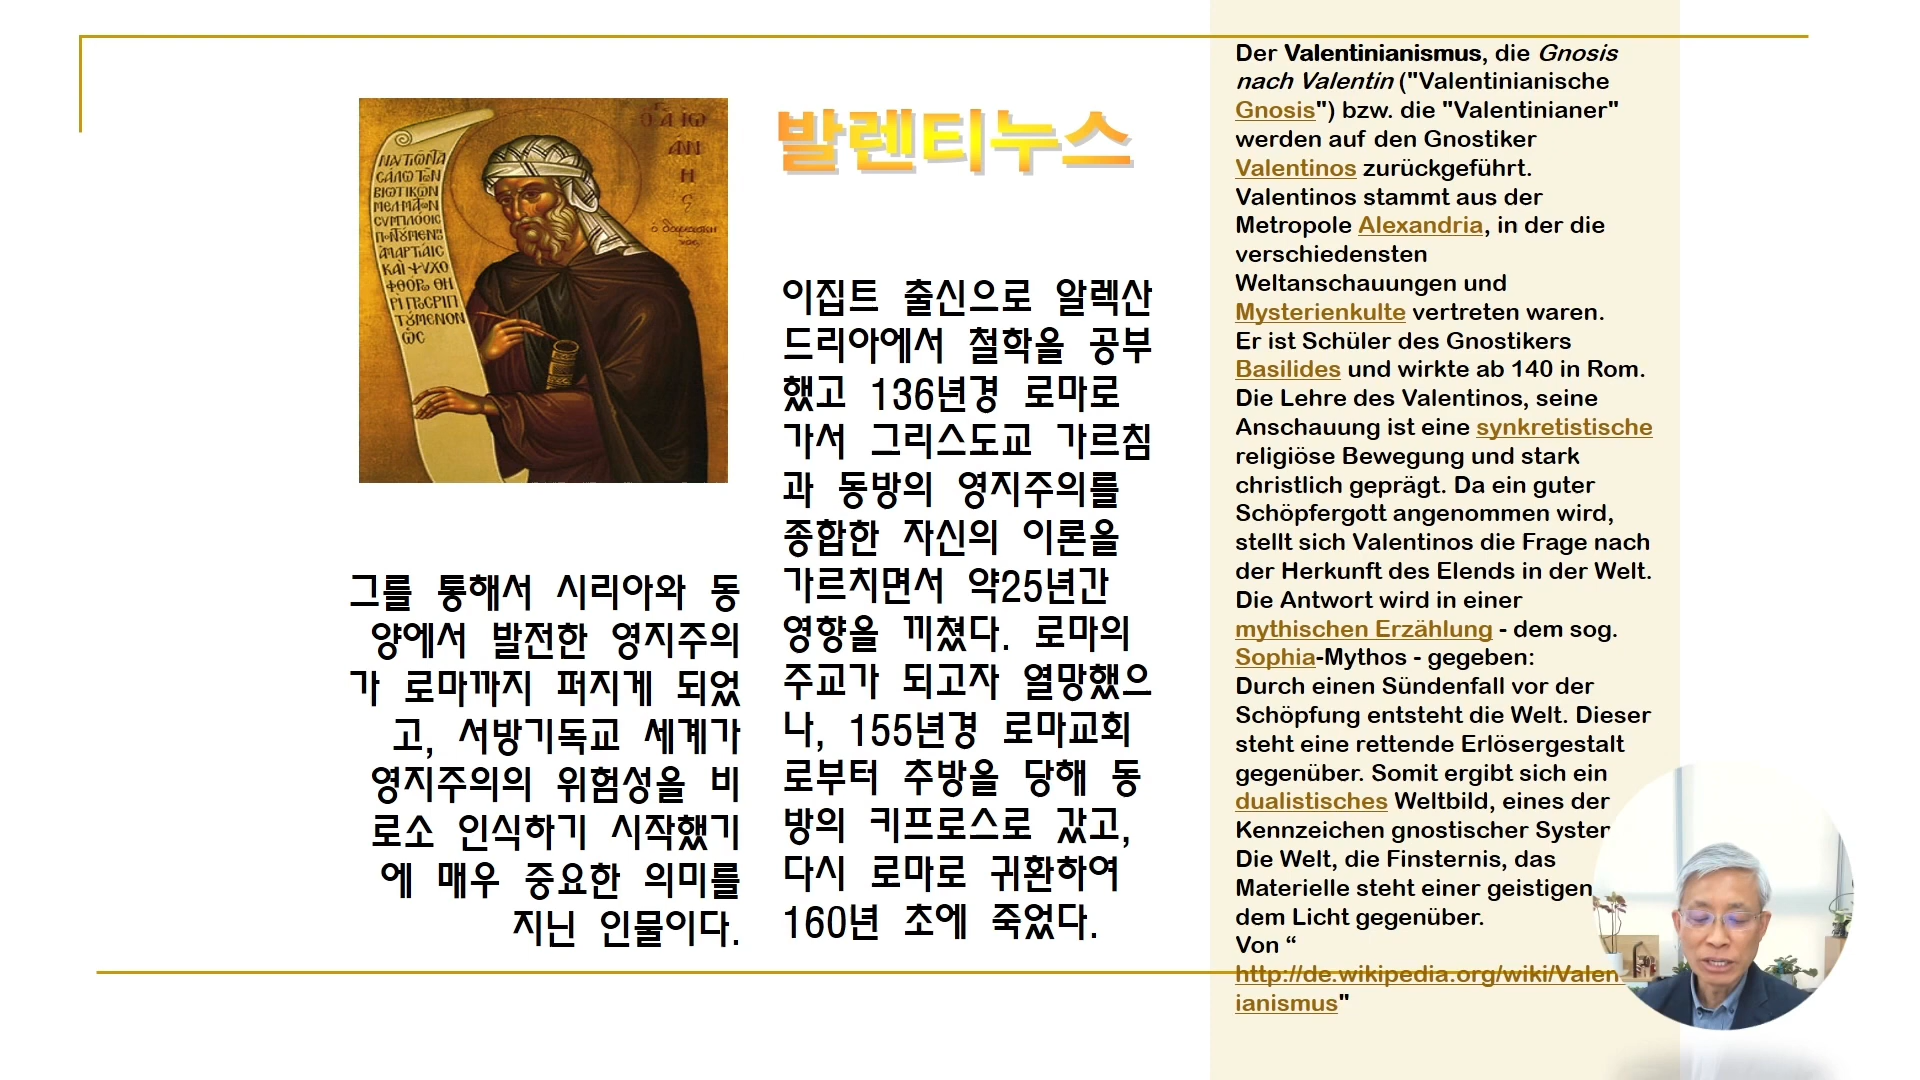 발렌티누스
이집트 출신으로 알렉산
드리아에서 철학을 공부
했고 136년경 로마로
가서 그리스도교 가르침
과 동방의 영지주의를
종합한 자신의 이론을
가르치면서 약25년간
영향을 끼쳤다. 로마의
주교가 되고자 열망했으
나, 155년경 로마교회
로부터 추방을 당해 동
방의 키프로스로 갔고,
다시 로마로 귀환하여
160년 초에 죽었다.
그를 통해서 시리아와 동
양에서 발전한 영지주의
가 로마까지 퍼지게 되었
고, 서방기독교 세계가
영지주의의 위험성을 비
로소 인식하기 시작했기
에 매우 중요한 의미를
지닌 인물이다.
Der Valentinianismus, die Gnosis
nach Valentin ("Valentinianische
Gnosis") bzw. die "Valentinianer"
werden auf den Gnostiker
Valentinos zurückgeführt.
Valentinos stammt aus der
Metropole Alexandria, in der die
verschiedensten
Weltanschauungen und
Mysterienkulte vertreten waren.
Er ist Schüler des Gnostikers
Basilides und wirkte ab 140 in Rom.
Die Lehre des Valentinos, seine
Anschauung ist eine synkretistische
religiöse Bewegung und stark
christlich geprägt. Da ein guter
Schöpfergott angenommen wird,
stellt sich Valentinos die Frage nach
der Herkunft des Elends in der Welt.
Die Antwort wird in einer
mythischen Erzählung - dem sog.
Sophia-Mythos - gegeben:
Durch einen Sündenfall vor der
Schöpfung entsteht die Welt. Dieser
steht eine rettende Erlösergestalt
gegenüber. Somit ergibt sich ein
dualistisches Weltbild, eines der
Kennzeichen gnostischer
Die Welt, die Finsternis, das
Materielle steht einer geistigen
dem Licht gegenüber.
Von “
http://de.wikipedia.org/wiki/Valen
ianismus"